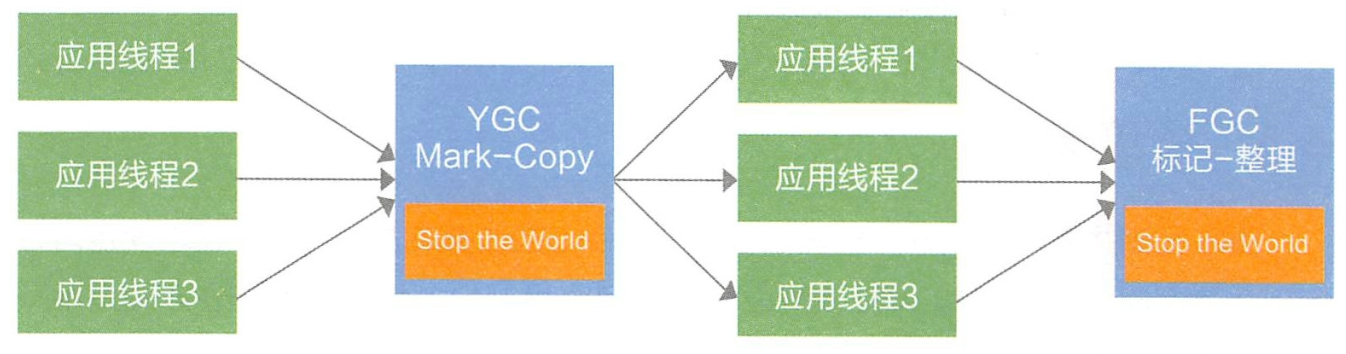 应用线程1
应用线程2
应用线程3
YGC
Mark-Copy
Stop the World
应用线程1
应用线程2
应用线程3
FGC
标记-整理
Stop the World